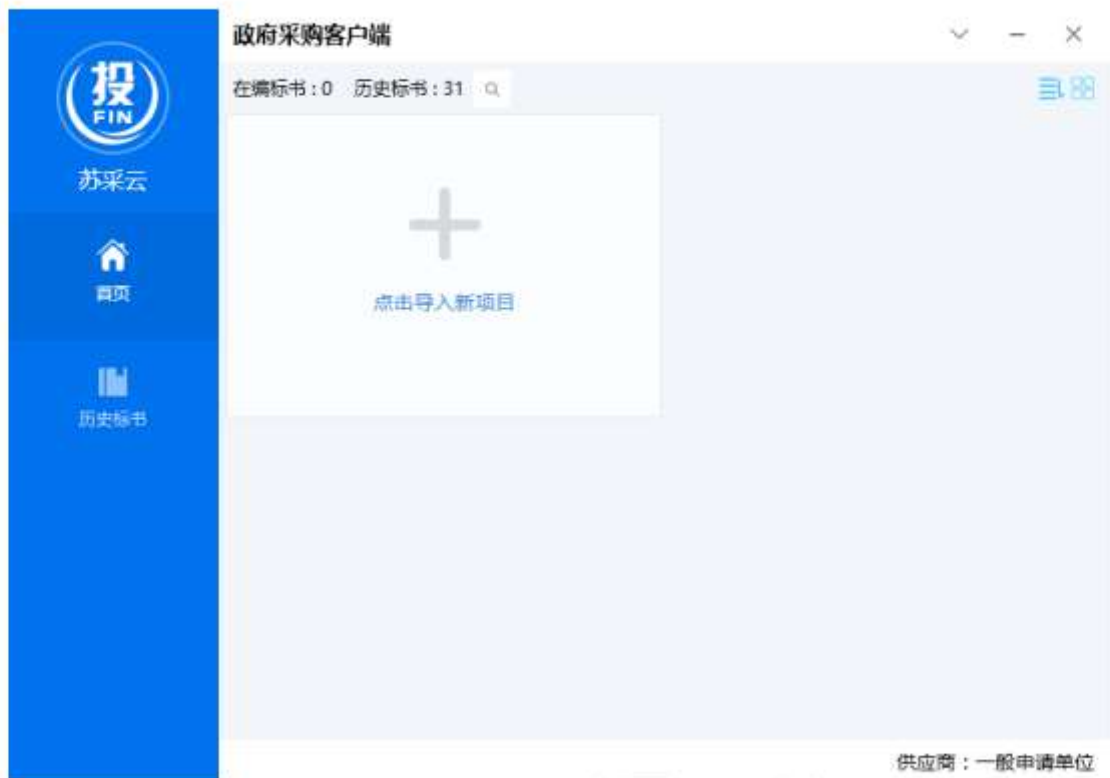 政府采购客户端
投
FIN
苏采云
首页
历史标书
在编标书：0 历史标书：31
点击导入新项目
供应商：一般申请单位